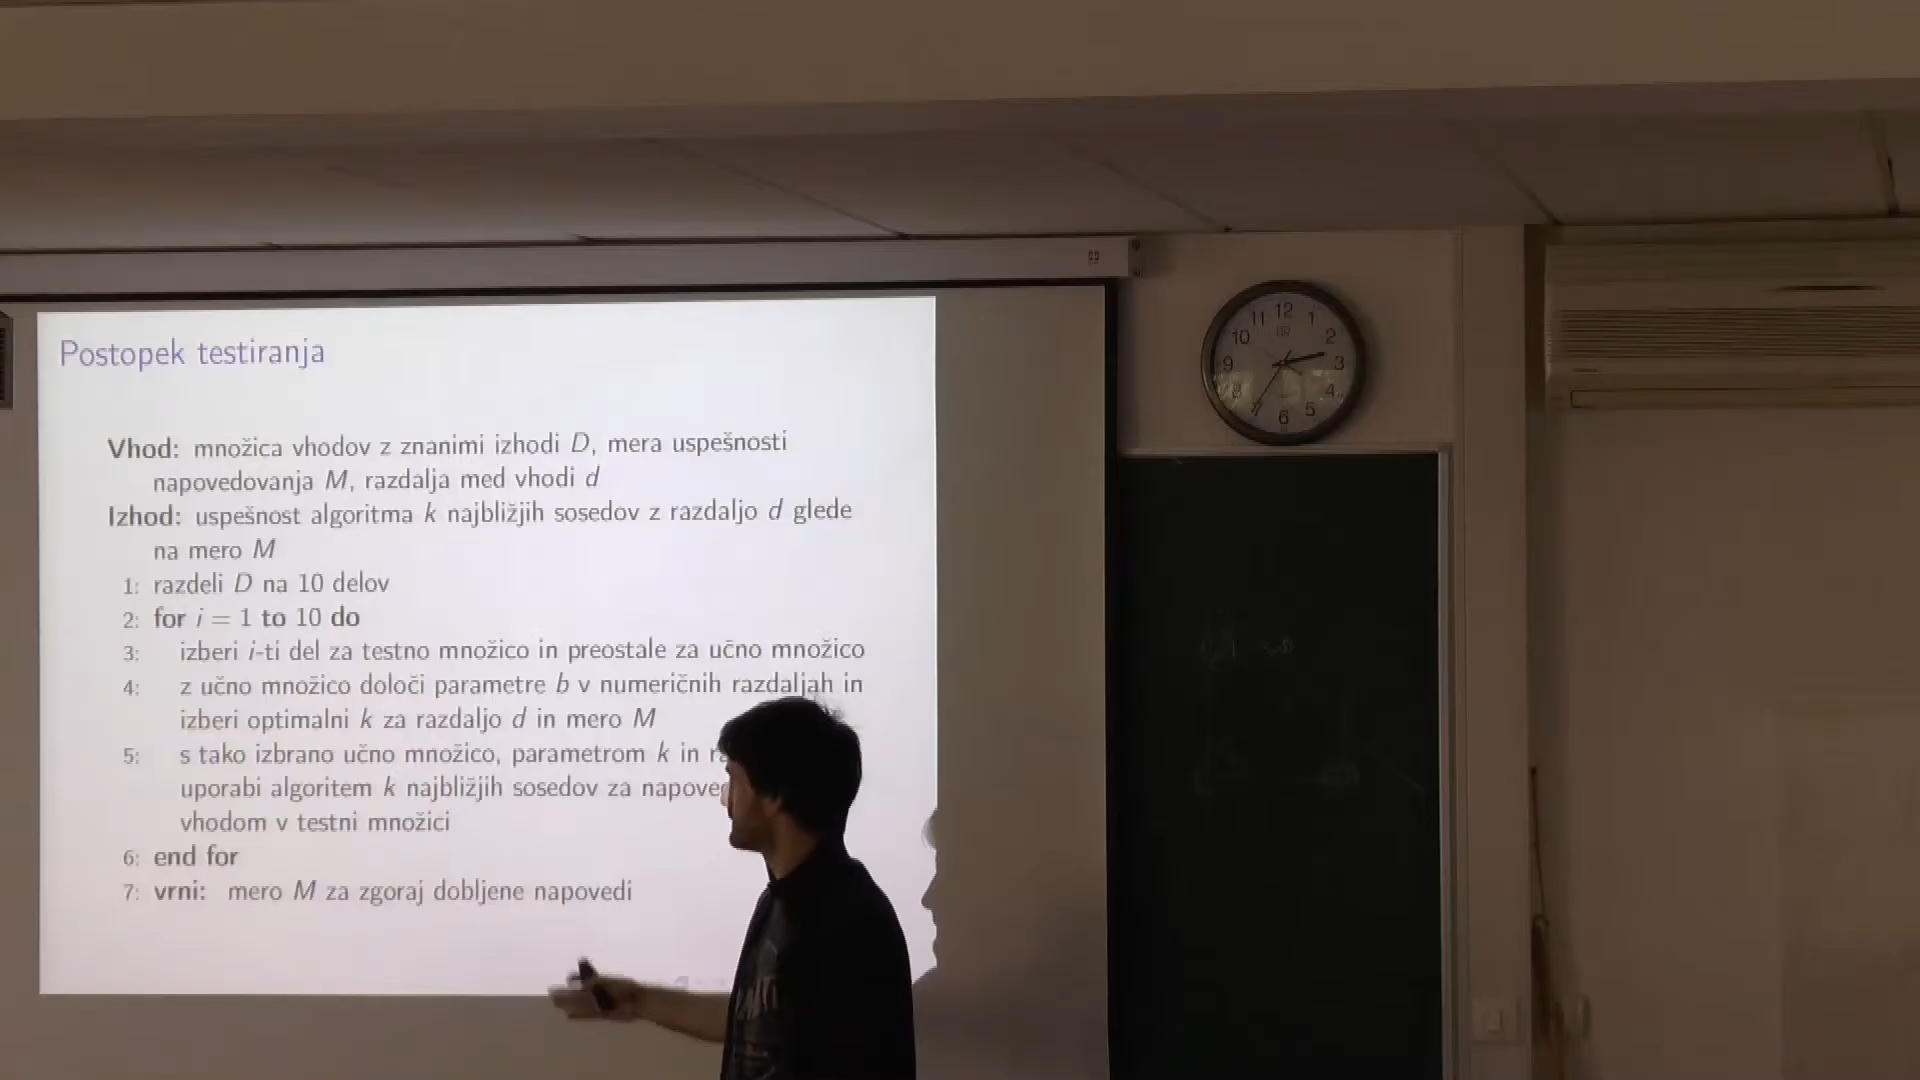 Postopek testiranja
Vhod: množica vhodov z znanimi izhodi D, mera uspešnosti
napovedovanja M, razdalja med vhodi d
Izhod: uspešnost algoritma k najbližjih sosedov z razdaljo d glede
na mero M
1: razdeli D na 10 delov
2: for i = 1 to 10 do
3: izberi i-ti del za testno množico in preostale za učno množico
4: z učno množico določi parametre b v numeričnih razdaljah in
izberi optimalni k za razdaljo d in mero M
5: s tako izbrano učno množico, parametrom k in
uporabi algoritem k najbližjih sosedov za
vhodom v testni množici
6: end for
7: vrni: mero M za zgoraj dobljene napovedi
12
11 1
10 2
9 3
8 4
7 5
6